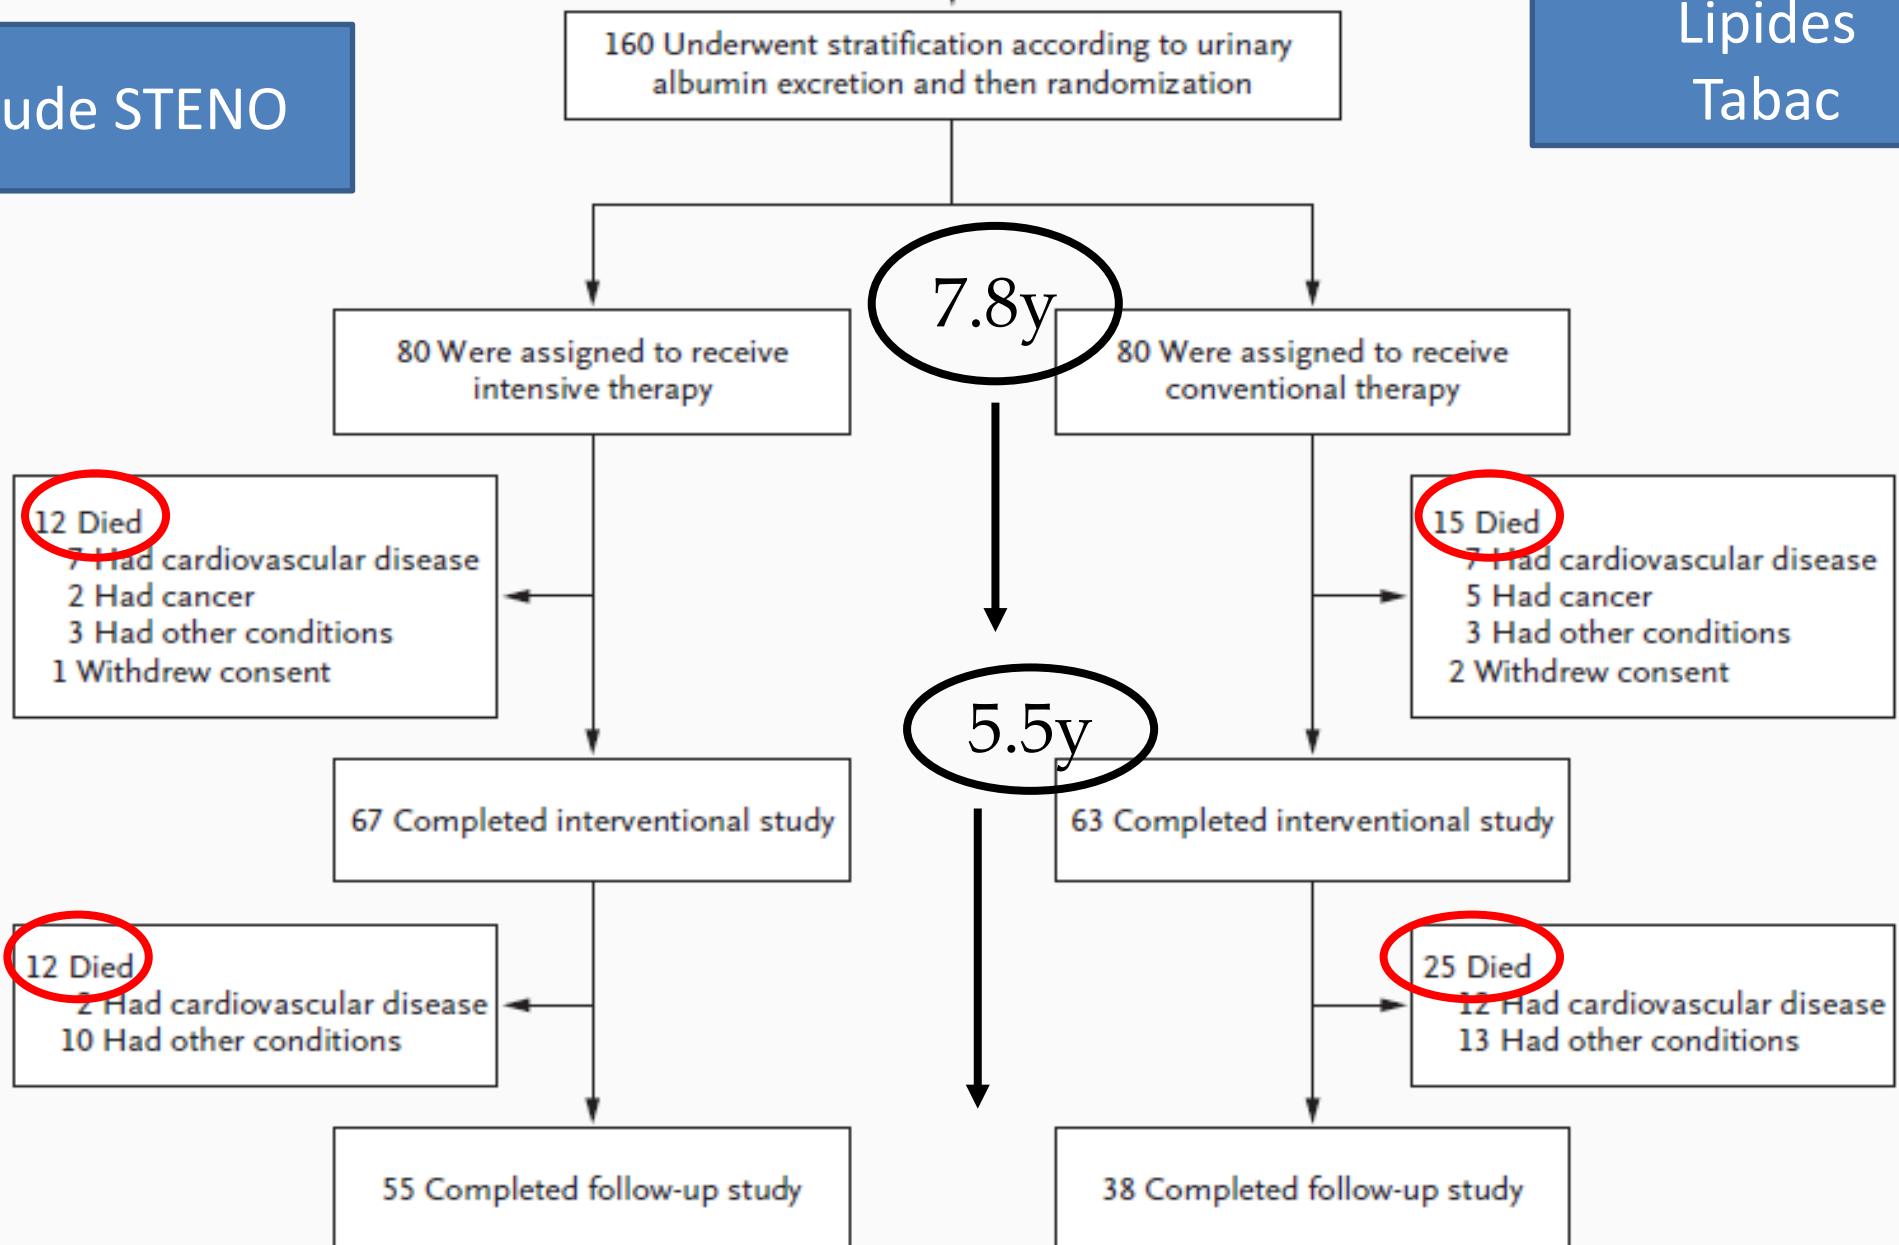 160 Underwent stratification according to urinary
albumin excretion and then randomization
ude STENO
Lipides
Tabac
7.8y
80 Were assigned to receive
intensive therapy
80 Were assigned to receive
conventional therapy
12 Died
7 Had cardiovascular disease
2 Had cancer
3 Had other conditions
1 Withdrew consent
15 Died
7 Had cardiovascular disease
5 Had cancer
3 Had other conditions
2 Withdrew consent
5.5y
67 Completed interventional study
63 Completed interventional study
12 Died
2 Had cardiovascular disease
10 Had other conditions
25 Died
12 Had cardiovascular disease
13 Had other conditions
55 Completed follow-up study
38 Completed follow-up study